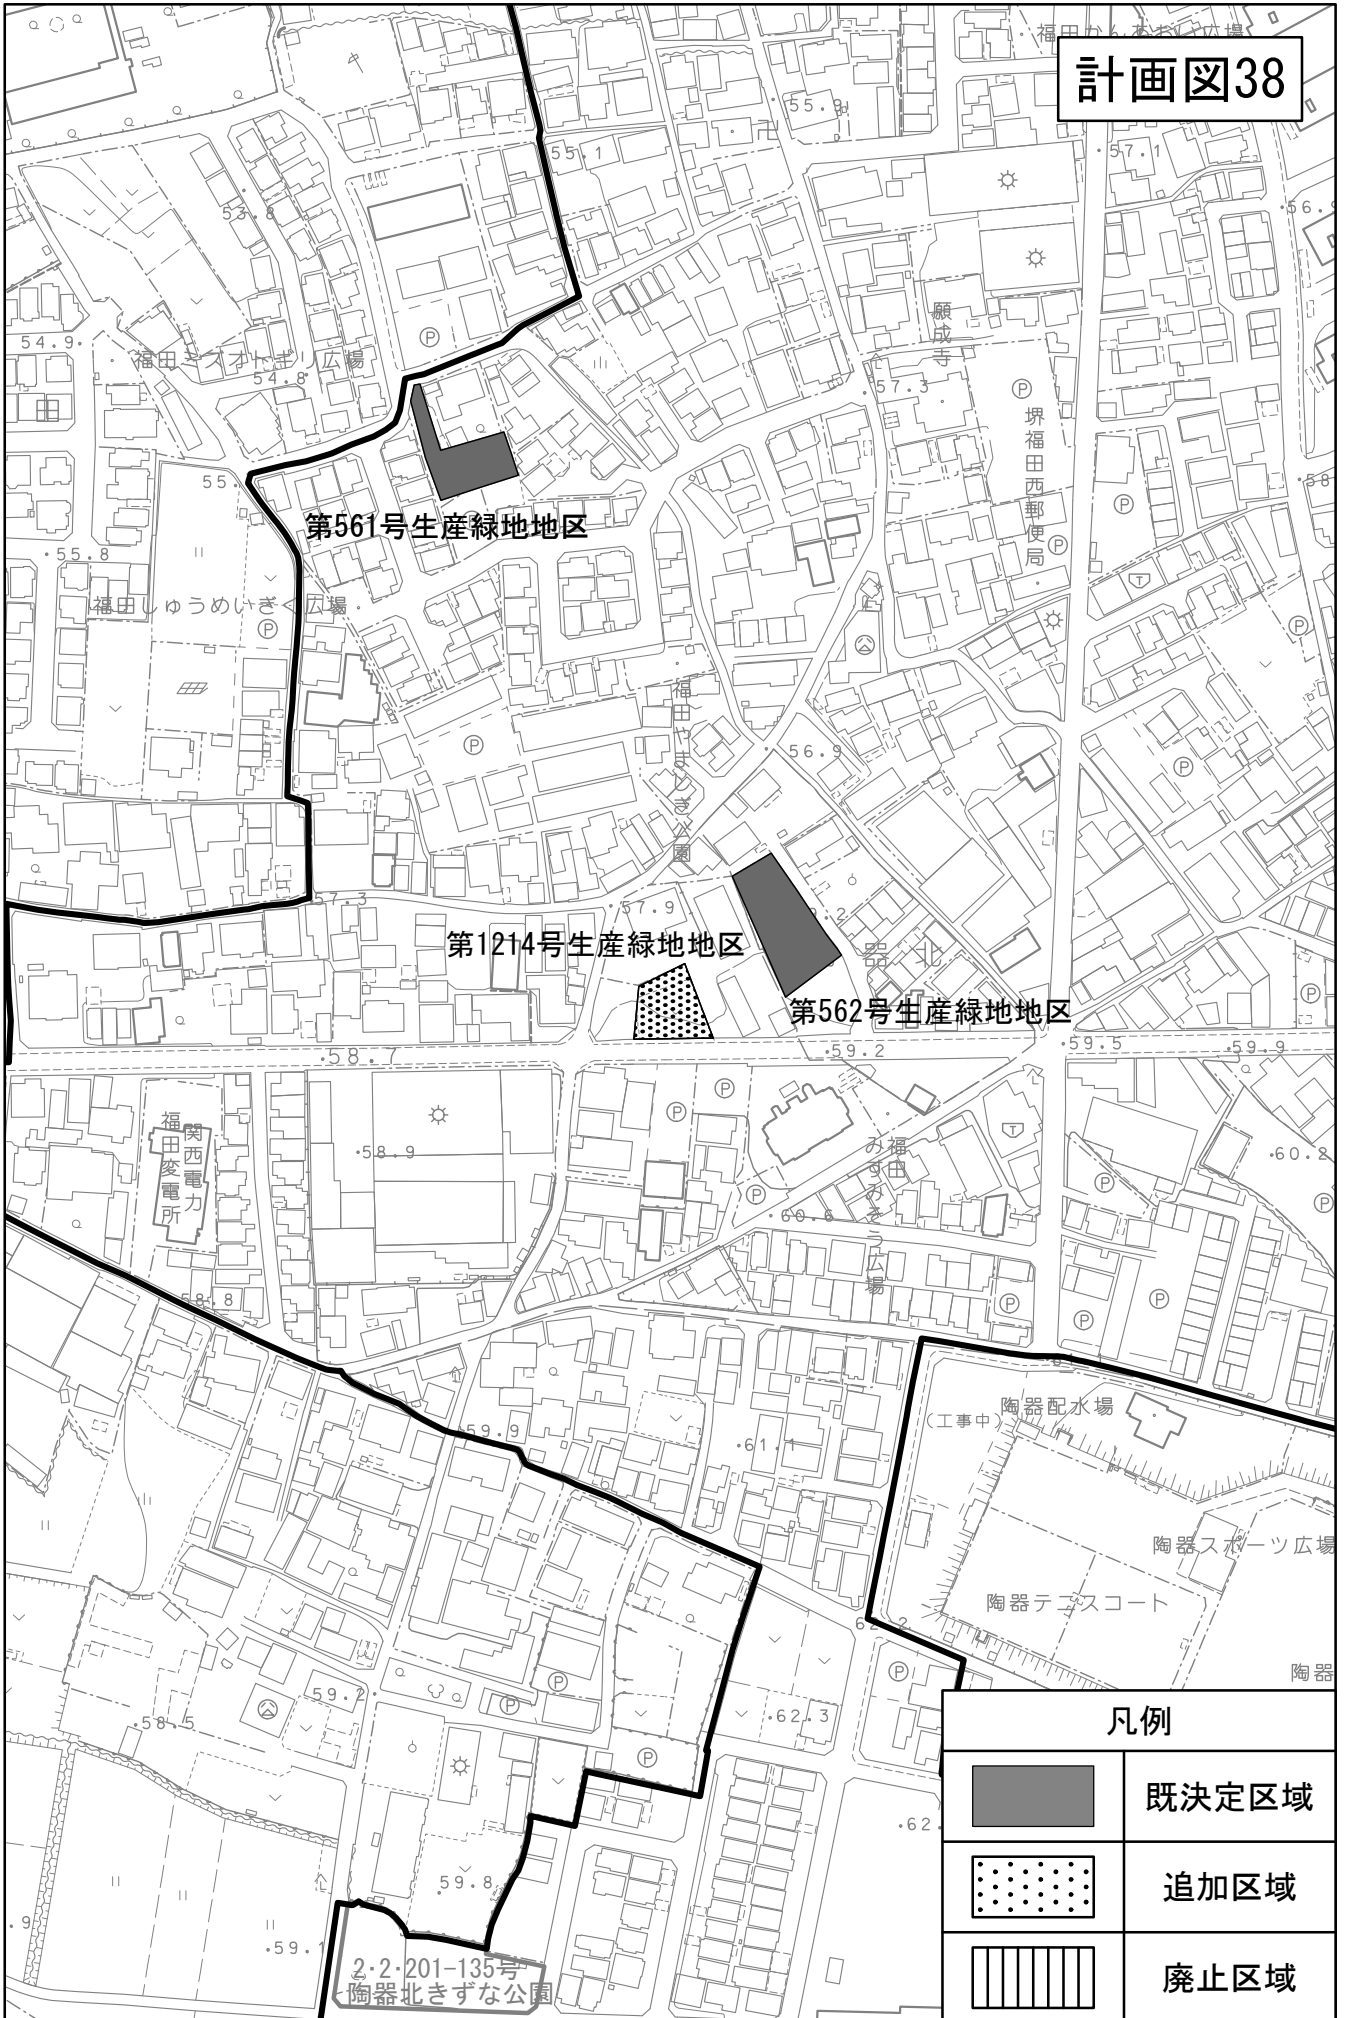 計画図38
福田かんあおい広場
55.9
55.1
57.1
53.8
56.9
54.9
福田ミズオトギリ広場
54.8
願成寺
57.3
堺福田西郵便局
55.
58
第561号生産緑地地区
55.8
福田しゅうめいぎく広場
福田やまぶき公園
56.9
57.3
57.9
第1214号生産緑地地区
器北
第562号生産緑地地区
58.7
59.2
59.5
59.9
関西電力
福田変電所
58.9
福田
みすみそう広場
60.2
60.6
58.8
陶器配水場
(工事中)
59.9
61.1
陶器スポーツ広場
陶器テニスコート
62.2
陶器
59.2
58.5
62.3
62.
59.8
.9
59.1
2・2・201-135号
陶器北きずな公園
凡例
既決定区域
追加区域
廃止区域